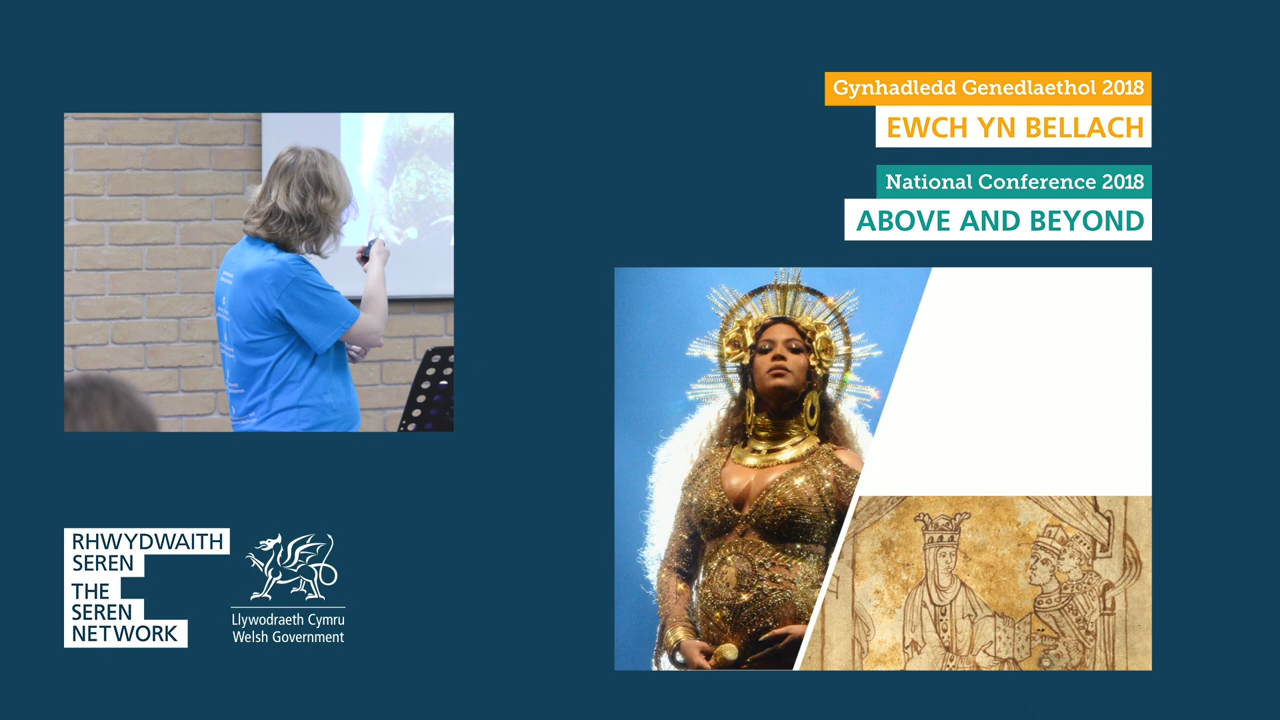 Gynhadledd Genedlaethol 2018
EWCH YN BELLACH
National Conference 2018
ABOVE AND BEYOND
RHWYDWAITH
SEREN
THE
SEREN
NETWORK
Llywodraeth Cymru
Welsh Government